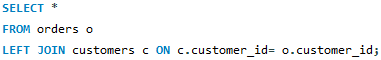 SELECT *
FROM orders o
LEFT JOIN customers c ON c.customer_id= o.customer_id;